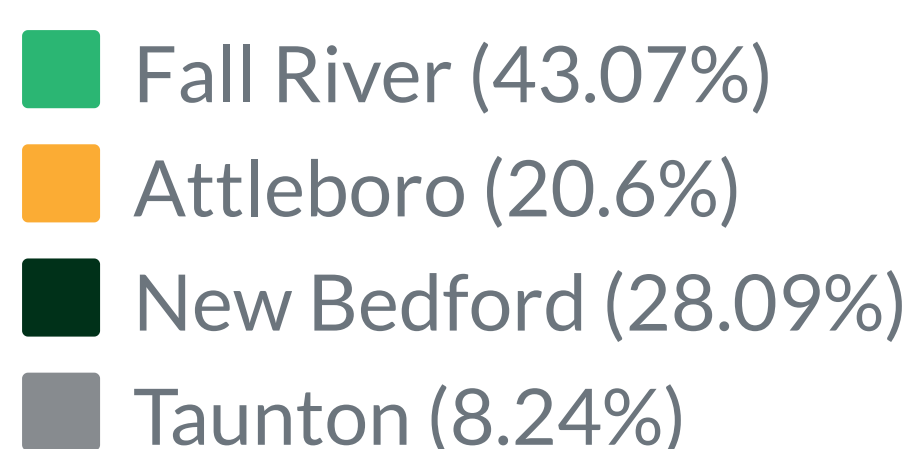 Fall River (43.07%)
Attleboro (20.6%)
New Bedford (28.09%)
Taunton (8.24%)